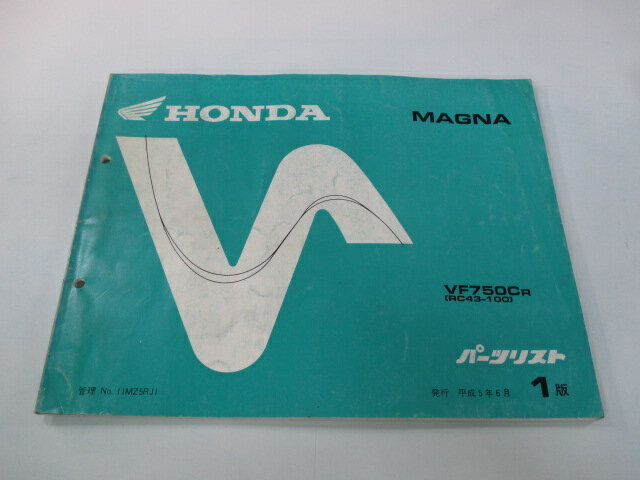 HONDA
MAGNA
VF750CR
(RC43-100)
パーツリスト
管理 No. 11MZ5RJ1
発行 平成5年6月 1版